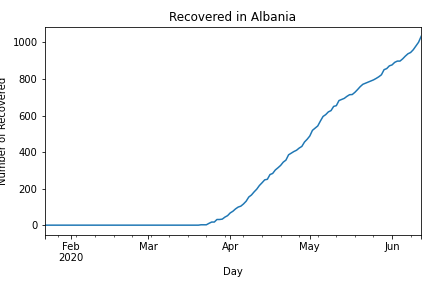 Recovered in Albania
Number of Recovered
1000
800
600
400
200
0
Feb
2020
Mar
Apr
May
Jun
Day